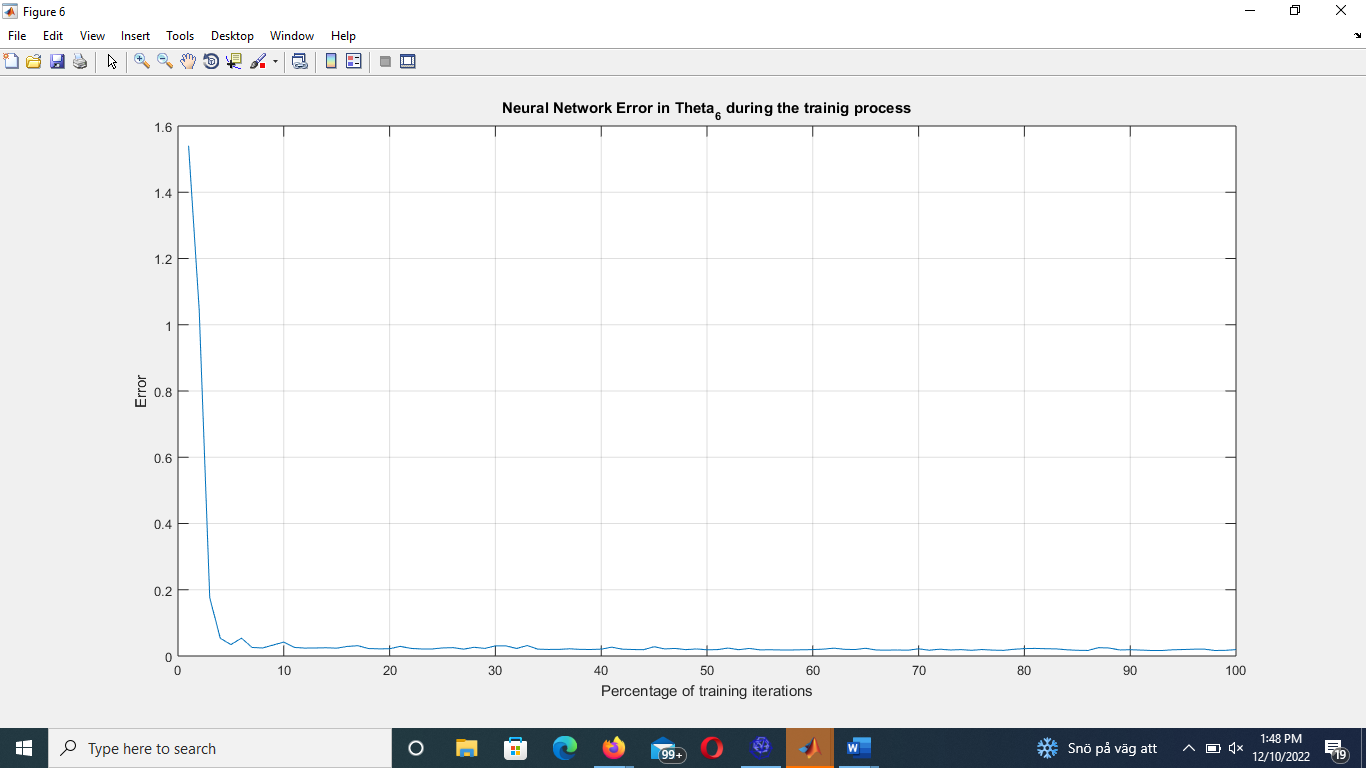 Figure 6
File Edit View Insert Tools Desktop Window Help
Neural Network Error in Theta6 during the trainig process
1.6
1.4
1.2
1
0.8
0.6
0.4
0.2
0
Error
0 10 20 30 40 50 60 70 80 90 100
Percentage of training iterations
Type here to search
99+
W
Snö på väg att
1:48 PM
12/10/2022
19